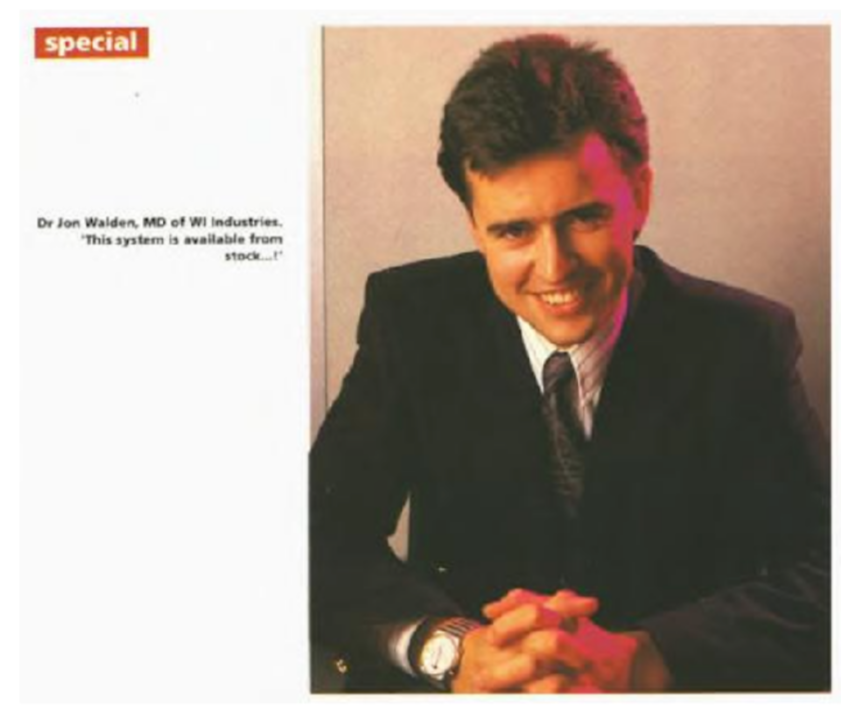 special
Dr Jon Walden, MD of WI Industries.
'This system is available from
stock...!'